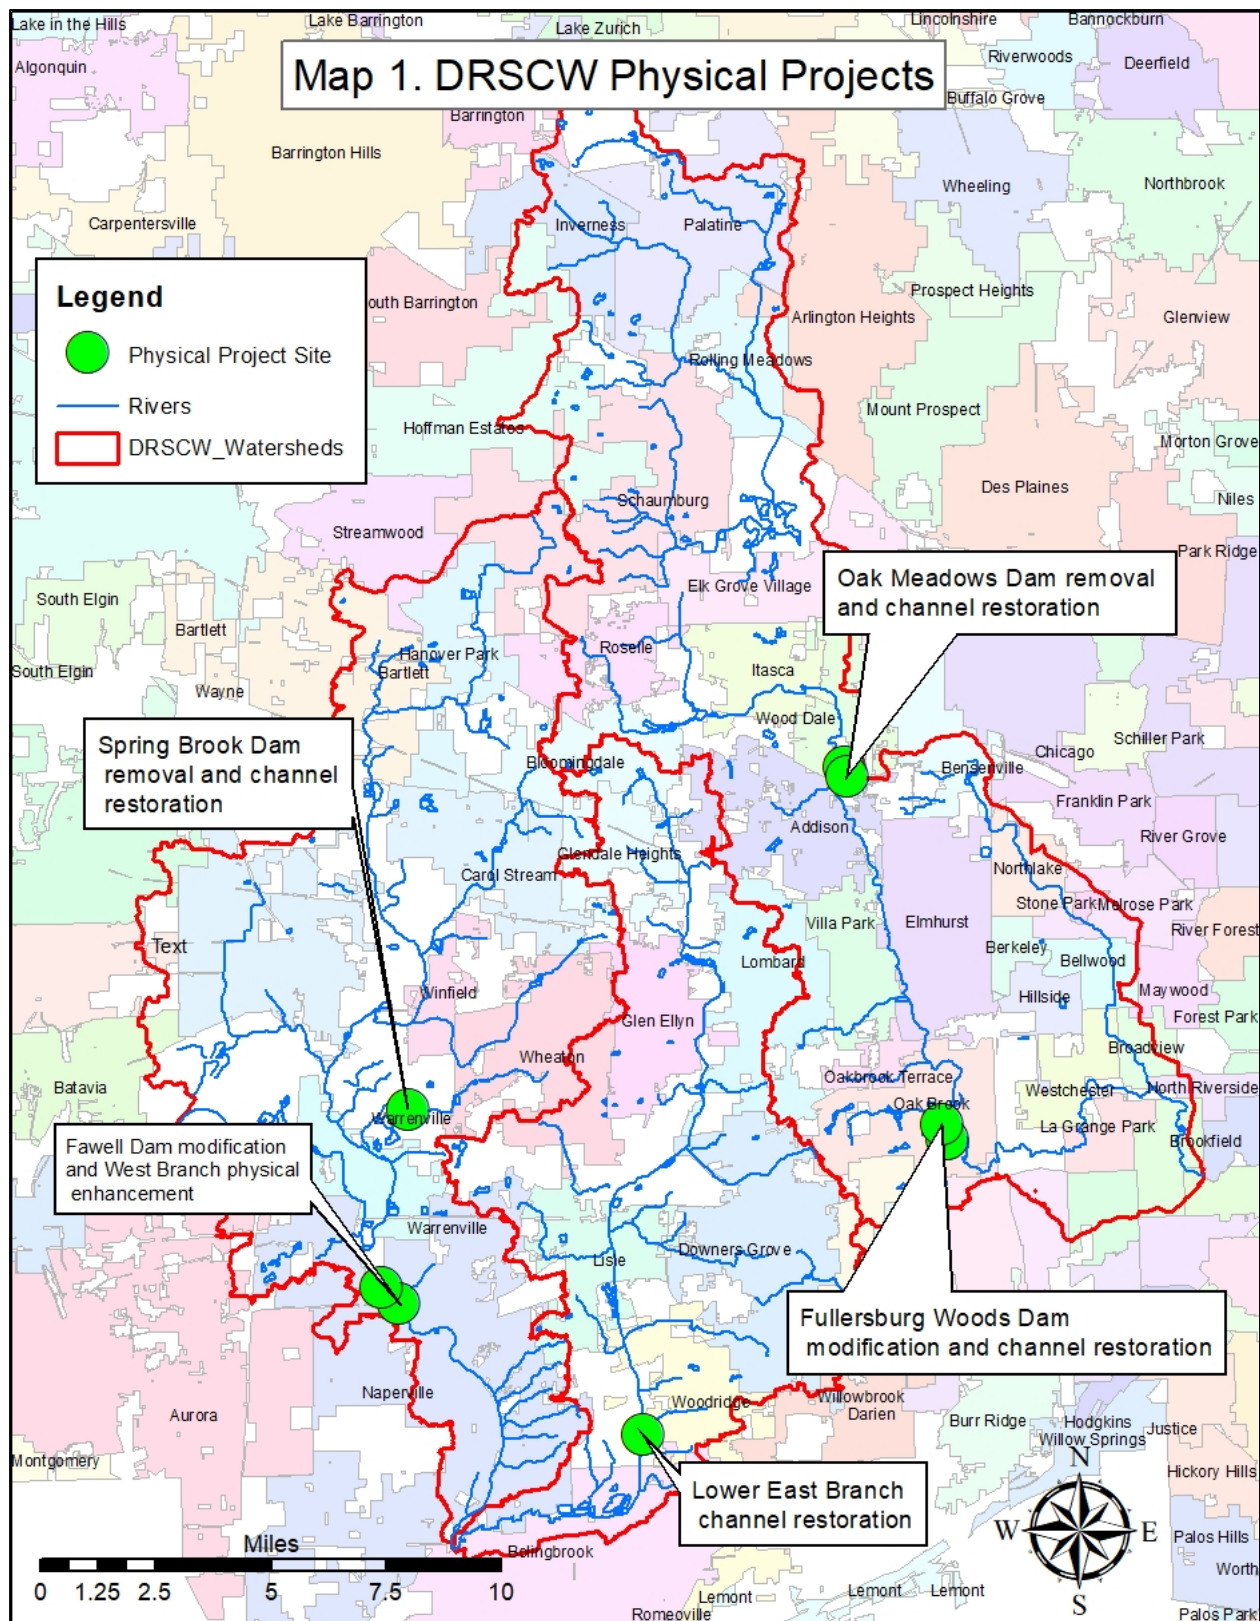 Lake in the Hills
Lake Barrington
Lake Zurich
Lincolnshire
Bannockburn
Algonquin
Map 1. DRSCW Physical Projects
Riverwoods
Deerfield
Buffalo Grove
Barrington
Barrington Hills
Wheeling
Northbrook
Carpentersville
Inverness
Palatine
Legend
Physical Project Site
Rivers
DRSCW_Watersheds
outh Barrington
Prospect Heights
Arlington Heights
Glenview
Rolling Meadows
Hoffman Estates
Mount Prospect
Morton Grove
Schaumburg
Des Plaines
Niles
Streamwood
Park Ridge
Elk Grove Village
Oak Meadows Dam removal
and channel restoration
South Elgin
Bartlett
Hanover Park
Bartlett
Roselle
Itasca
South Elgin
Wayne
Wood Dale
Spring Brook Dam
removal and channel
restoration
Bloomingdale
Bensenville
Chicago
Schiller Park
Franklin Park
Addison
River Grove
Glendale Heights
Carol Stream
Northlake
Stone Park
Melrose Park
Text
Villa Park
Elmhurst
River Forest
Berkeley
Bellwood
Lombard
Winfield
Hillside
Maywood
Glen Ellyn
Forest Park
Wheaton
Broadview
Batavia
Oakbrook Terrace
Westchester
North Riverside
Oak Brook
Warrenville
La Grange Park
Brookfield
Fawell Dam modification
and West Branch physical
enhancement
Warrenville
Lisle
Downers Grove
Fullersburg Woods Dam
modification and channel restoration
Naperville
Woodridge
Willowbrook
Darien
Aurora
Burr Ridge
Hodgkins
Willow Springs
Justice
Montgomery
Hickory Hills
Lower East Branch
channel restoration
N
W
E
S
Miles
0 1.25 2.5 5 7.5 10
Bolingbrook
Palos Hills
Worth
Lemont
Lemont
Lemont
Romeoville
Palos Park